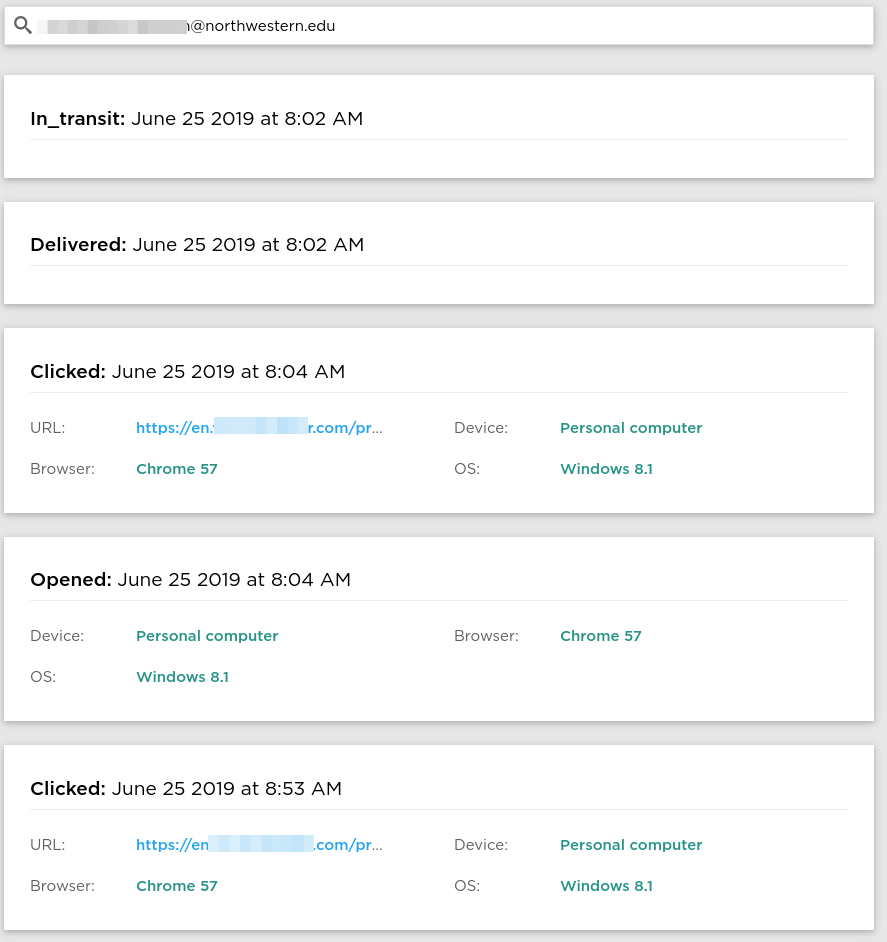 @northwestern.edu
In_transit: June 25 2019 at 8:02 AM
Delivered: June 25 2019 at 8:02 AM
Clicked: June 25 2019 at 8:04 AM
URL: https://en. r.com/pr... Device: Personal computer
Browser: Chrome 57 OS: Windows 8.1
Opened: June 25 2019 at 8:04 AM
Device: Personal computer Browser: Chrome 57
OS: Windows 8.1
Clicked: June 25 2019 at 8:53 AM
URL: https://en .com/pr... Device: Personal computer
Browser: Chrome 57 OS: Windows 8.1